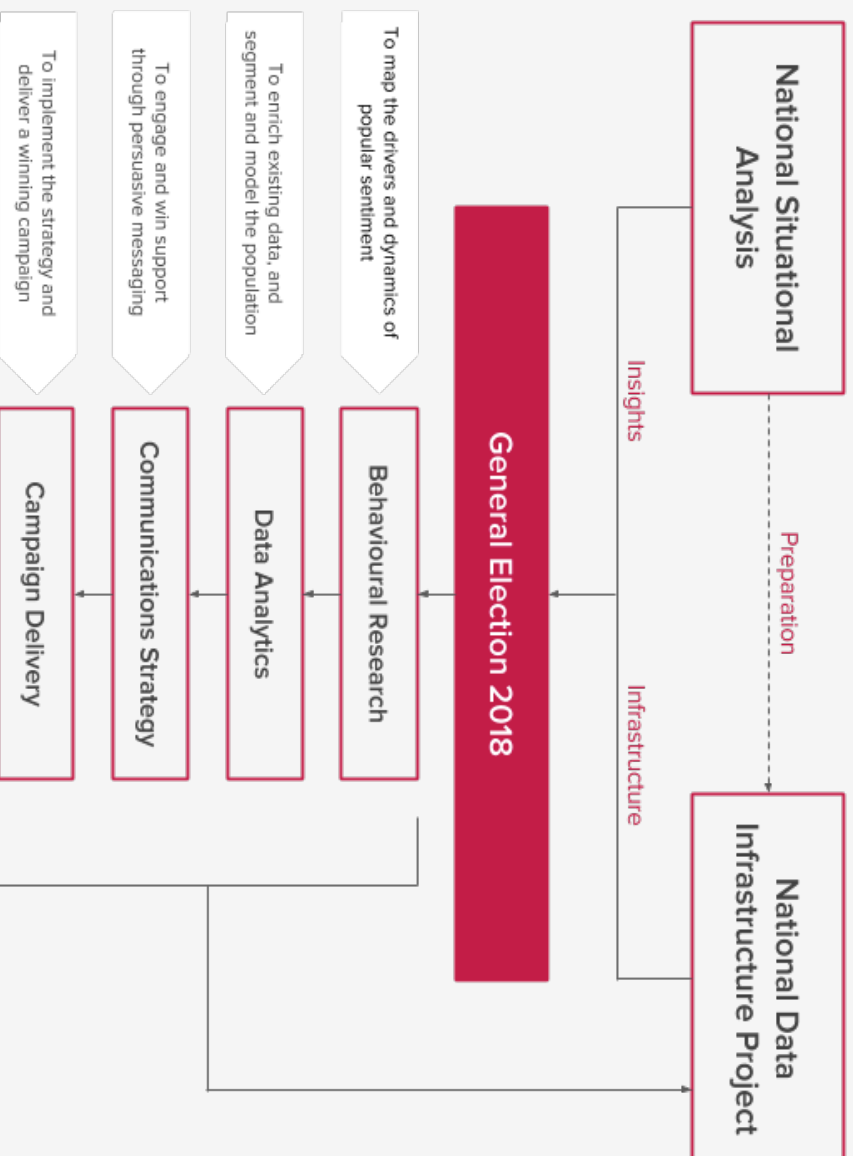 National Situational
Analysis
Preparation
National Data
Infrastructure Project
Insights
Infrastructure
General Election 2018
To map the drivers and dynamics of
popular sentiment
Behavioural Research
To enrich existing data, and
segment and model the population
Data Analytics
To engage and win support
through persuasive messaging
Communications Strategy
To implement the strategy and
deliver a winning campaign
Campaign Delivery